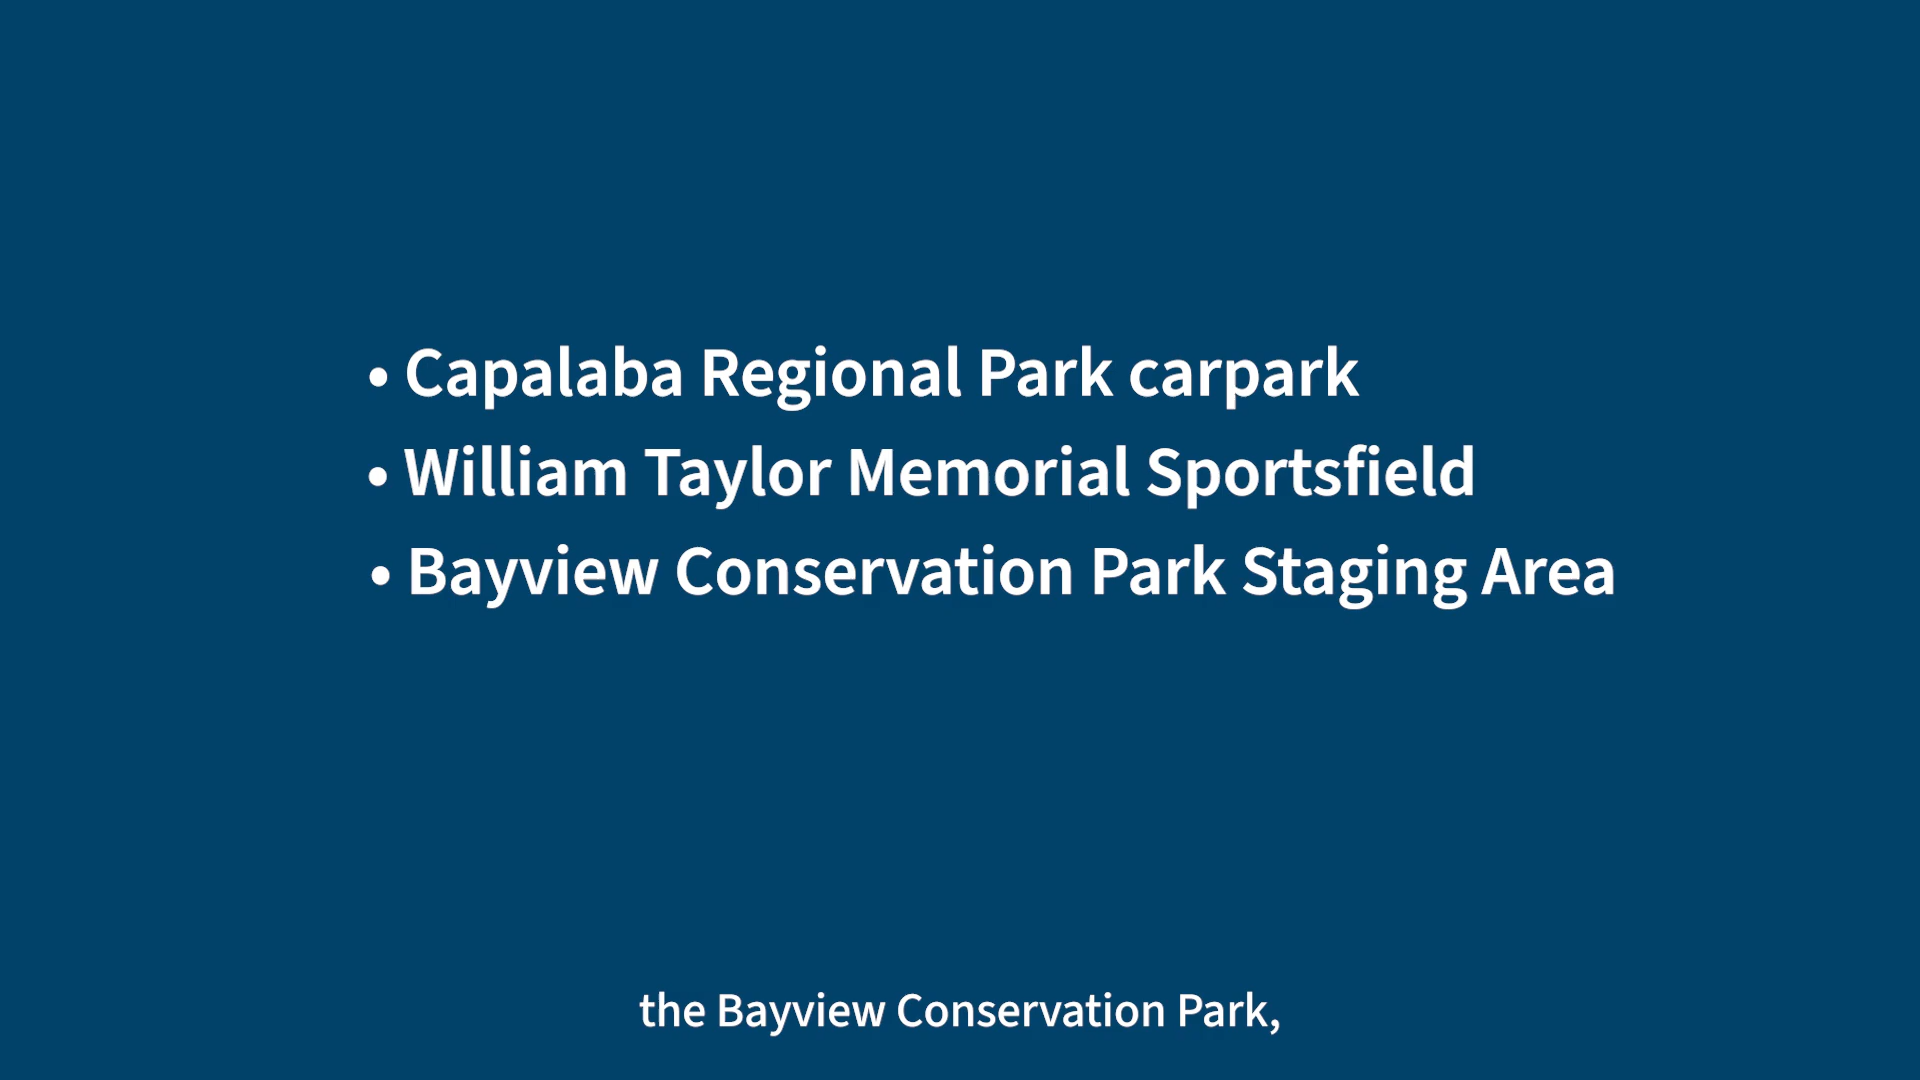 • Capalaba Regional Park carpark
• William Taylor Memorial Sportsfield
• Bayview Conservation Park Staging Area
the Bayview Conservation Park,